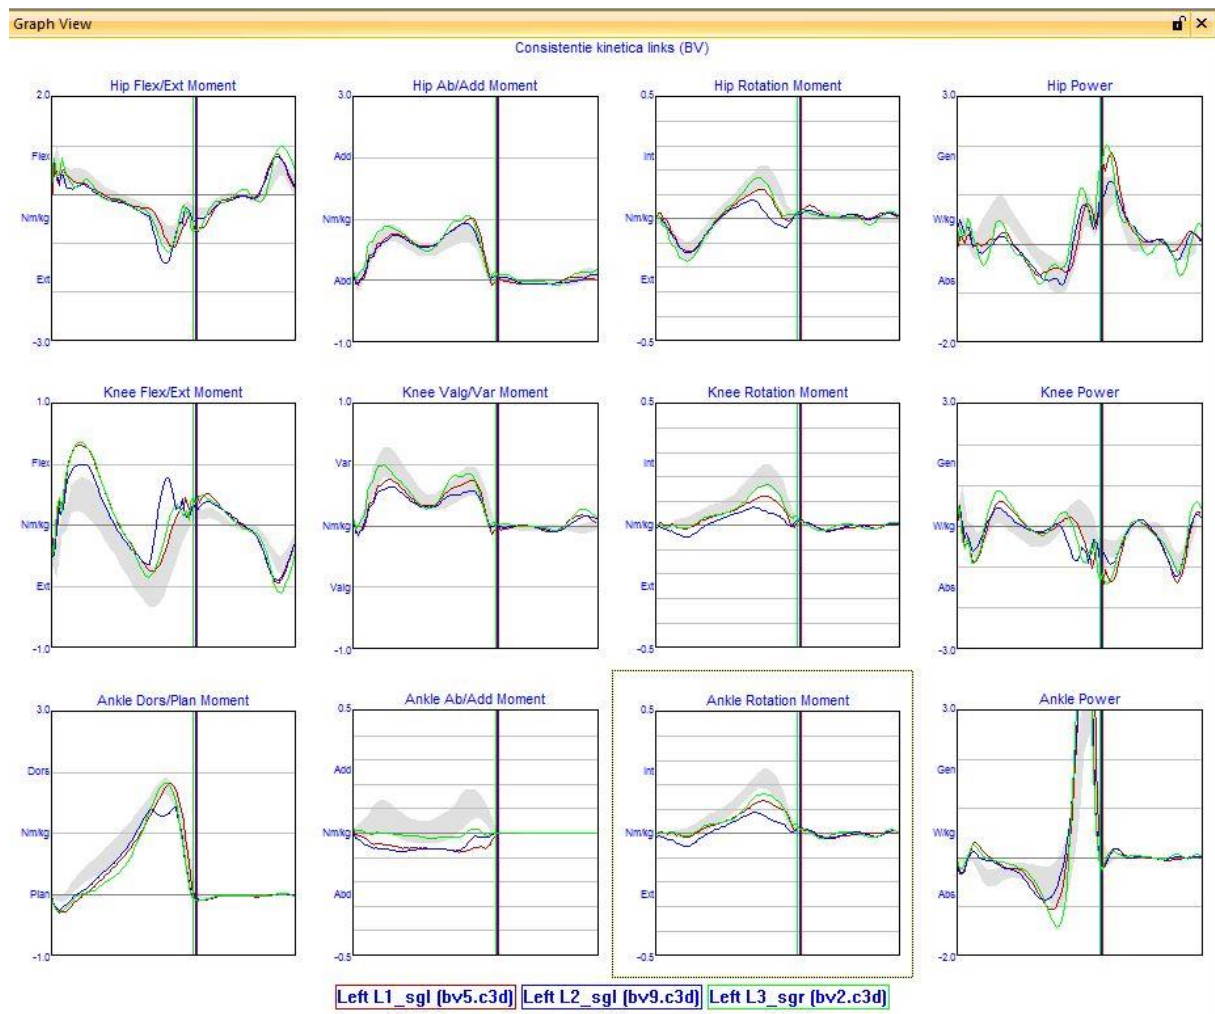 Graph View
Consistentie kinetica links (BV)
Hip Flex/Ext Moment
Hip Ab/Add Moment
Hip Rotation Moment
Hip Power
2.0
Flex
Nm/kg
Ext
-3.0
3.0
Add
Nm/kg
Abd
-1.0
0.5
Int
Nm/kg
Ext
-0.5
3.0
Gen
W/kg
Abs
-2.0
Knee Flex/Ext Moment
Knee Valg/Var Moment
Knee Rotation Moment
Knee Power
1.0
Flex
Nm/kg
Ext
-1.0
1.0
Var
Nm/kg
Valg
-1.0
0.5
Int
Nm/kg
Ext
-0.5
3.0
Gen
W/kg
Abs
-3.0
Ankle Dors/Plan Moment
Ankle Ab/Add Moment
Ankle Rotation Moment
Ankle Power
3.0
Dors
Nm/kg
Plan
-1.0
0.5
Add
Nm/kg
Abd
-0.5
0.5
Int
Nm/kg
Ext
-0.5
3.0
Gen
W/kg
Abs
-2.0
Left L1_sgl (bv5.c3d)
Left L2_sgl (bv9.c3d)
Left L3_sgr (bv2.c3d)